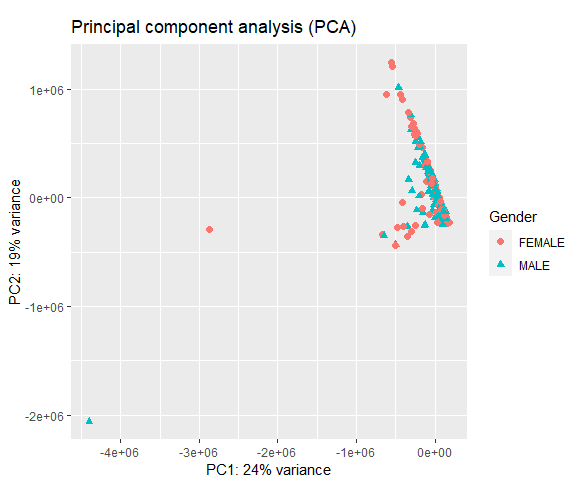 Principal component analysis (PCA)
1e+06
0e+00
-1e+06
-2e+06
PC2: 19% variance
-4e+06 -3e+06 -2e+06 -1e+06 0e+00
PC1: 24% variance
Gender
FEMALE
MALE